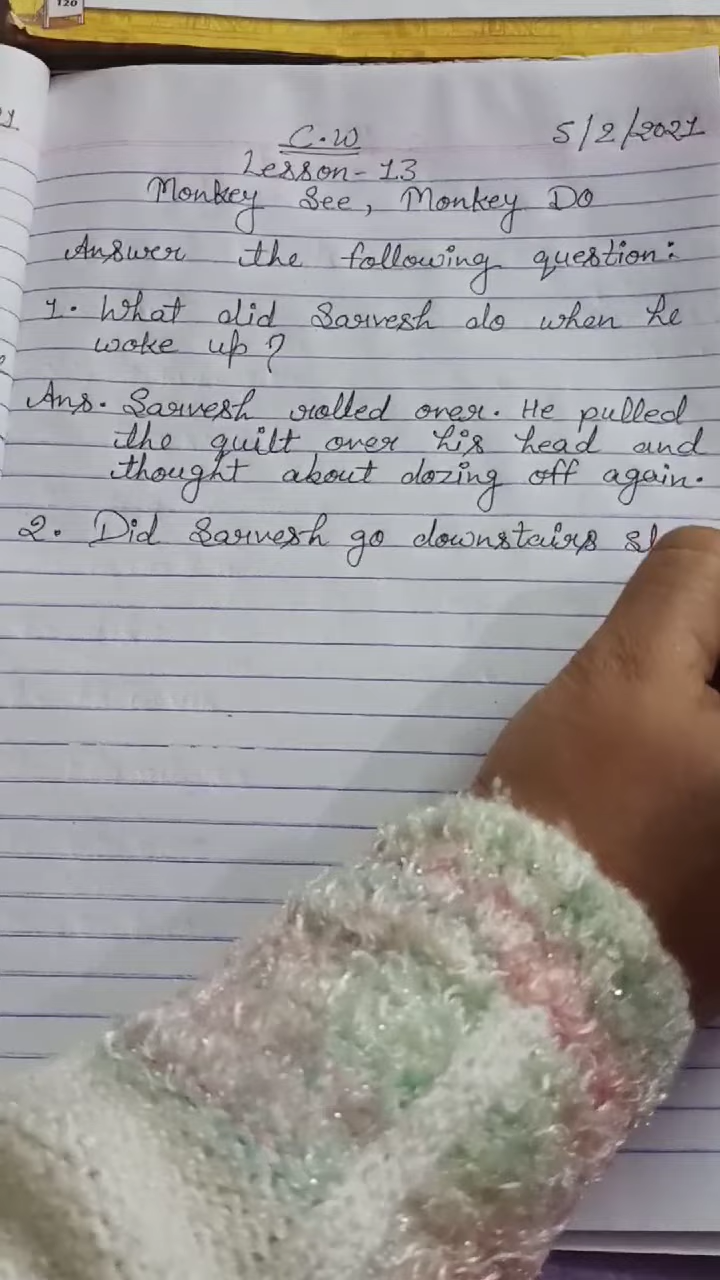 120
C.W
5/2/2021
Lesson-13
Monkey See, Monkey Do
Answer the following question:
1. What did Sarvesh do when he
woke up?
Ans. Sarvesh rolled over. He pulled
the quilt over his head and
thought about dozing off again.
2. Did Sarvesh go downstairs